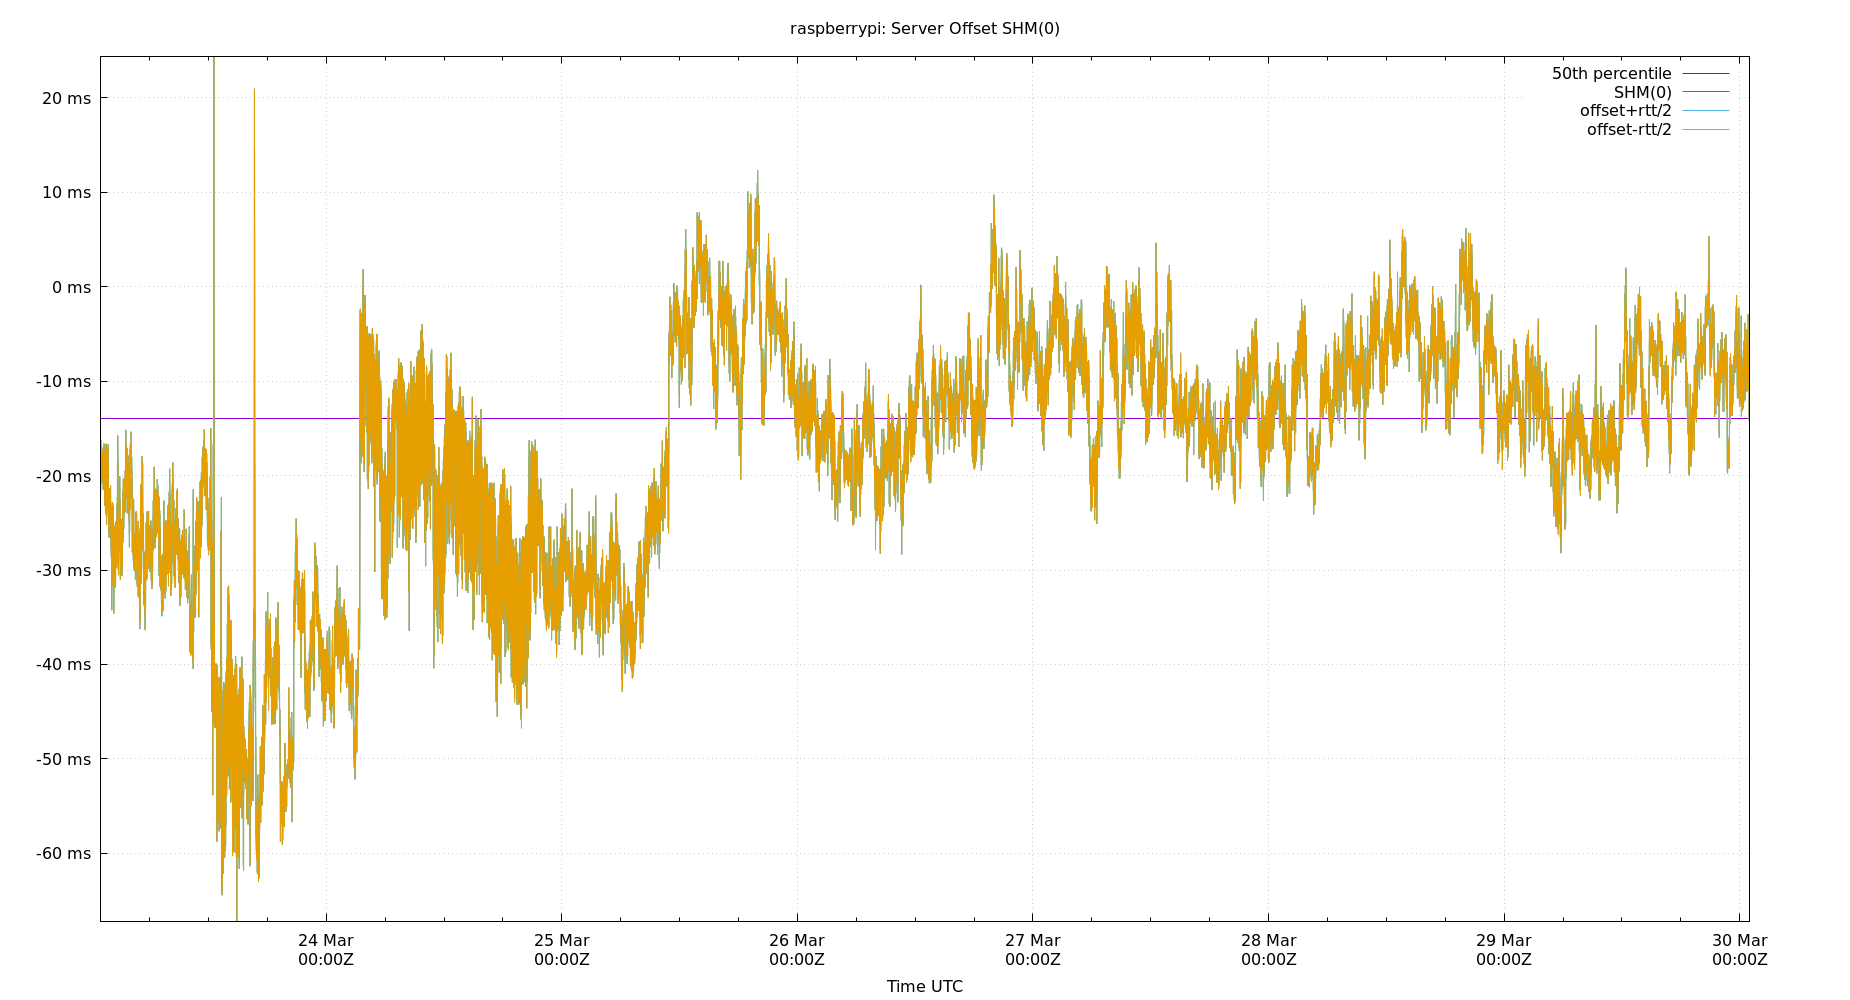 raspberrypi: Server Offset SHM(0)
50th percentile
SHM(0)
offset+rtt/2
offset-rtt/2
20 ms
10 ms
0 ms
-10 ms
-20 ms
-30 ms
-40 ms
-50 ms
-60 ms
24 Mar 25 Mar 26 Mar 27 Mar 28 Mar 29 Mar 30 Mar
00:00Z 00:00Z 00:00Z 00:00Z 00:00Z 00:00Z 00:00Z
Time UTC